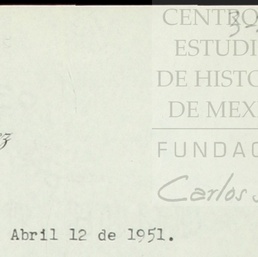 CENTRO
ESTUDI
DE HISTO
DE MEX
FUNDAC
Carlos
Abril 12 de 1951.